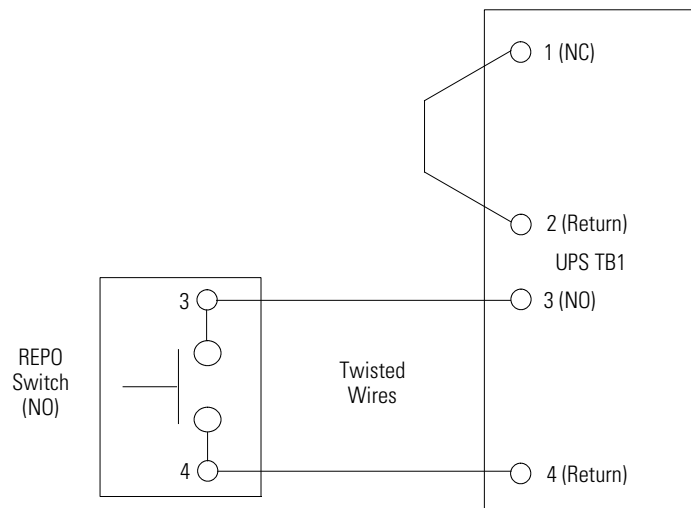 1 (NC)
2 (Return)
UPS TB1
3
3 (NO)
REPO
Switch
(NO)
Twisted
Wires
4
4 (Return)